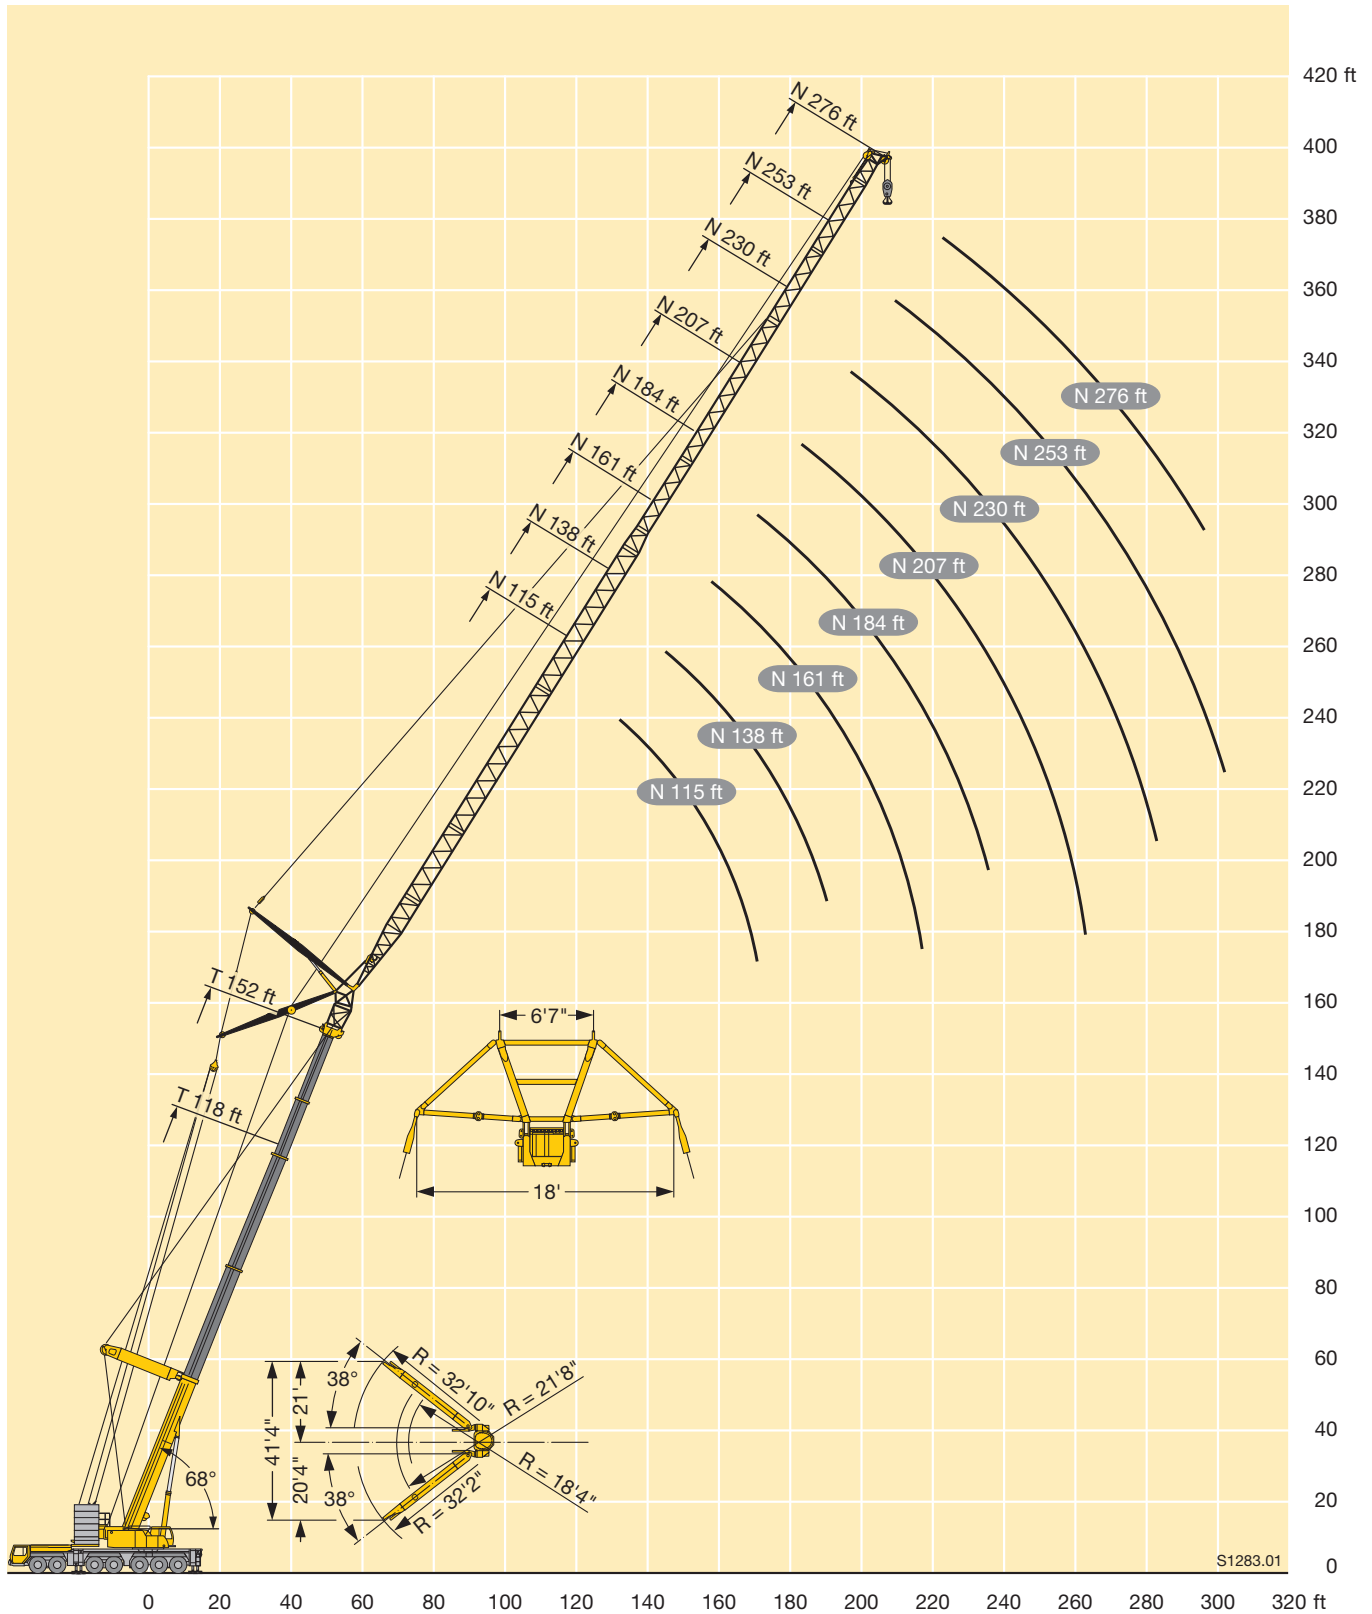 420 ft
400
380
360
340
320
300
280
260
240
220
200
180
160
140
120
100
80
60
40
20
0
N 276 ft
N 253 ft
N 230 ft
N 207 ft
N 184 ft
N 161 ft
N 138 ft
N 115 ft
T 152 ft
T 118 ft
N 276 ft
N 253 ft
N 230 ft
N 207 ft
N 184 ft
N 161 ft
N 138 ft
N 115 ft
6'7"
18'
38°
R = 32'10"
R = 21'8"
21'
41'4"
20'4"
38°
R = 32'2"
R = 18'4"
68°
S1283.01
0 20 40 60 80 100 120 140 160 180 200 220 240 260 280 300 320 ft